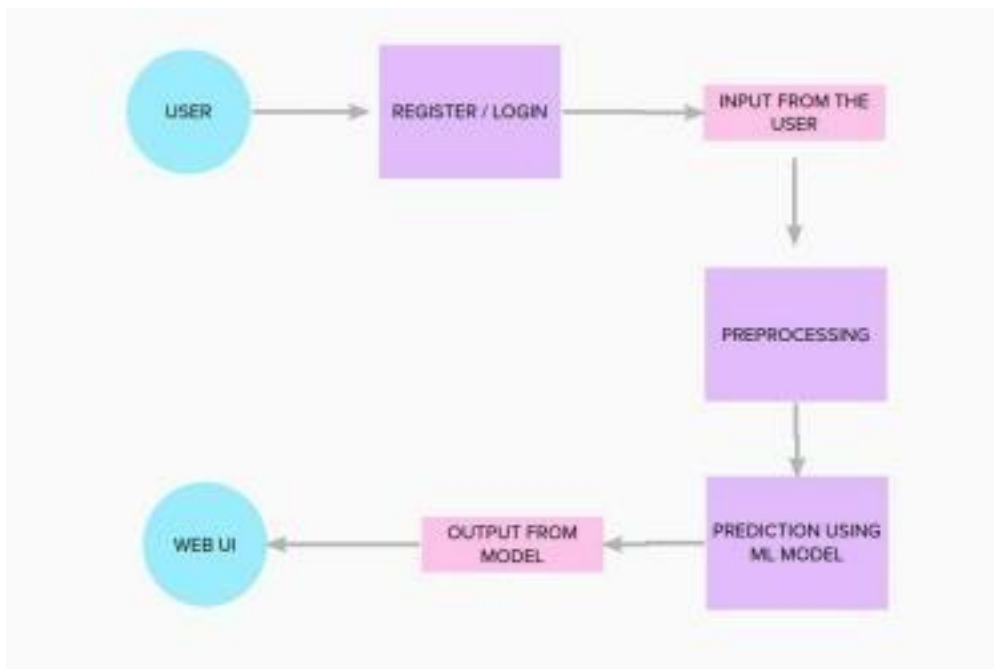 USER
REGISTER / LOGIN
INPUT FROM THE
USER
PREPROCESSING
PREDICTION USING
ML MODEL
OUTPUT FROM
MODEL
WEB UI